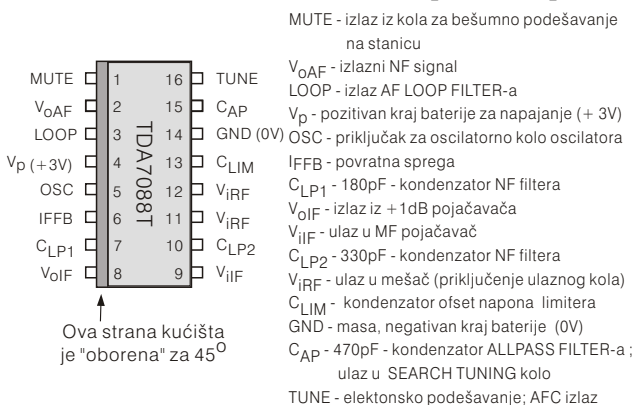 MUTE - izlaz iz kola za bešumno podešavanje
na stanicu
VoAF - izlazni NF signal
LOOP - izlaz AF LOOP FILTER-a
Vp - pozitivan kraj baterije za napajanje (+ 3V)
OSC - priključak za oscilatorno kolo oscilatora
IFFB - povratna sprega
CLP1 - 180pF - kondenzator NF filtera
VoIF - izlaz iz +1dB pojačavača
ViIF - ulaz u MF pojačavač
CLP2 - 330pF - kondenzator NF filtera
ViRF - ulaz u mešač (priključenje ulaznog kola)
CLIM - kondenzator ofset napona limitera
GND - masa, negativan kraj baterije (0V)
CAP - 470pF - kondenzator ALLPASS FILTER-a ;
ulaz u SEARCH TUNING kolo
TUNE - elektonsko podešavanje; AFC izlaz
MUTE 1 16 TUNE
VoAF 2 15 CAP
LOOP 3 14 GND (0V)
Vp (+3V) 4 13 CLIM
OSC 5 12 ViRF
IFFB 6 11 ViRF
CLP1 7 10 CLP2
VoIF 8 9 ViIF
TDA7088T
Ova strana kućišta
je "oborena" za 45O